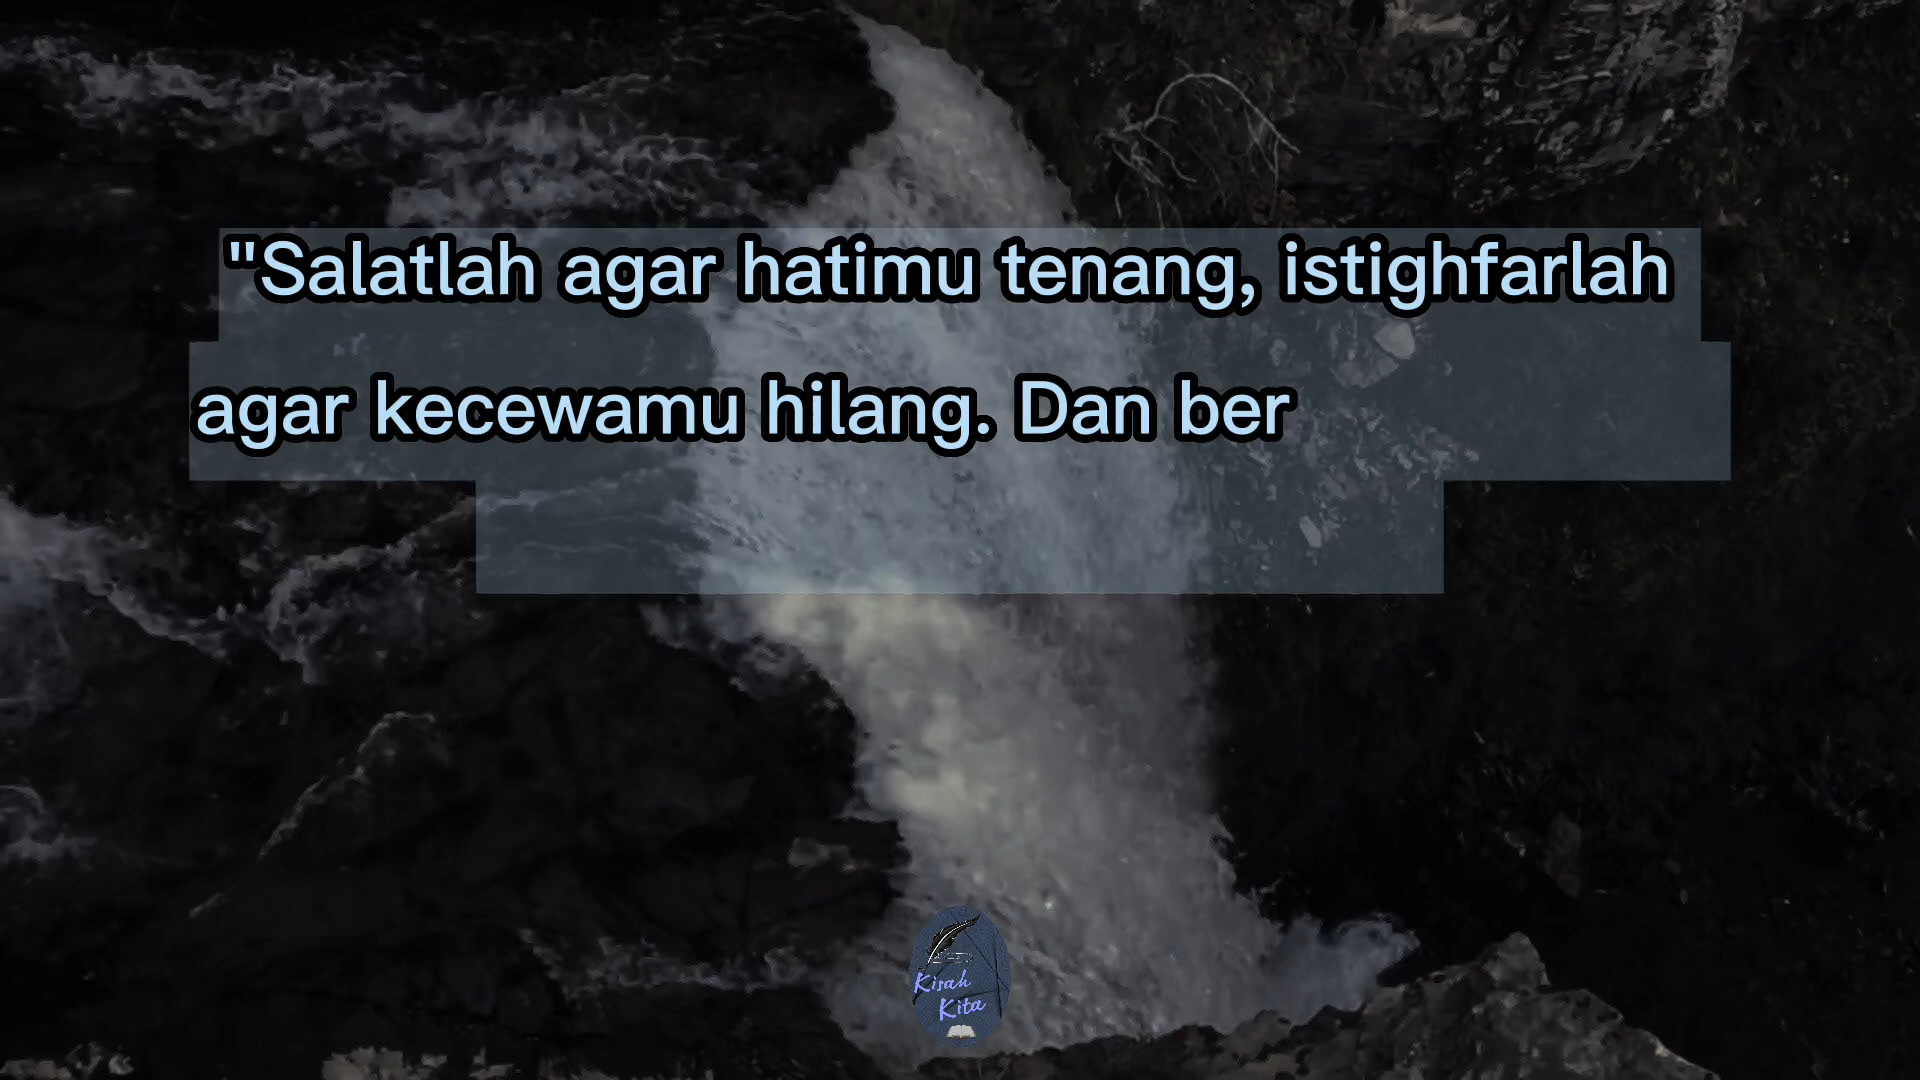 "Salatlah agar hatimu tenang, istighfarlah
agar kecewamu hilang. Dan ber
Kisah
Kita